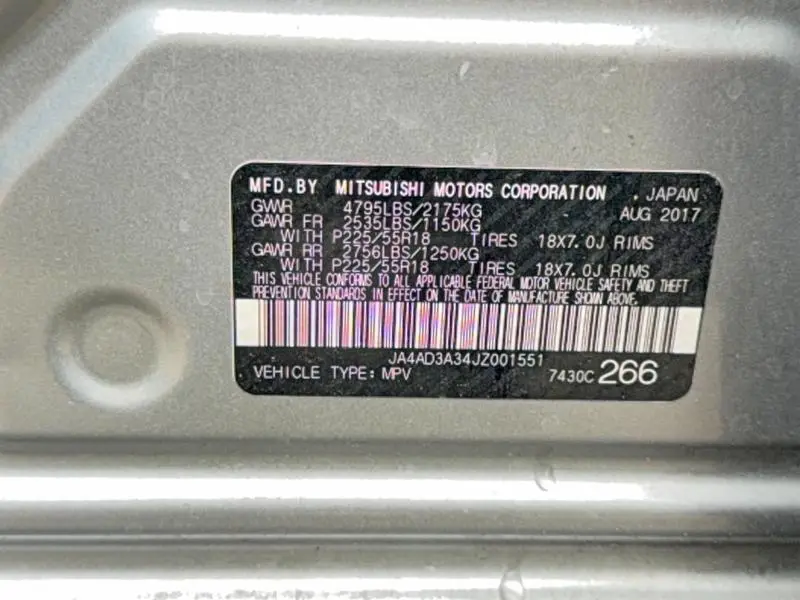 MFD.BY MITSUBISHI MOTORS CORPORATION , JAPAN
GVWR 4795LBS/2175KG AUG 2017
GAWR FR 2535LBS/1150KG
WITH P225/55R18 TIRES 18X7.0J RIMS
GAWR RR 2756LBS/1250KG
WITH P225/55R18 TIRES 18X7.0J RIMS
THIS VEHICLE CONFORMS TO ALL APPLICABLE FEDERAL MOTOR VEHICLE SAFETY AND THEFT
PREVENTION STANDARDS IN EFFECT ON THE DATE OF MANUFACTURE SHOWN ABOVE.
JA4AD3A34JZ001551
VEHICLE TYPE: MPV 7430C 266